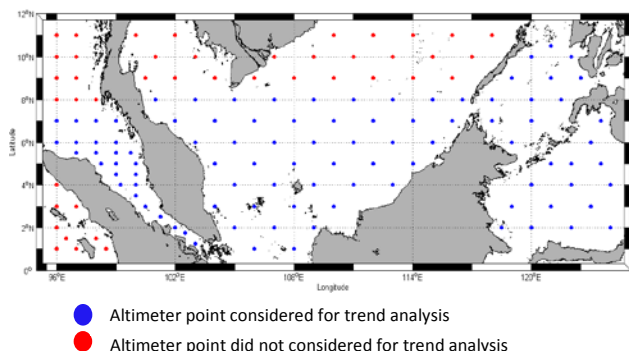 12°N
10°N
8°N
6°N
4°N
2°N
0°
Latitude
96°E
102°E
108°E
114°E
120°E
Longitude
Altimeter point considered for trend analysis
Altimeter point did not considered for trend analysis